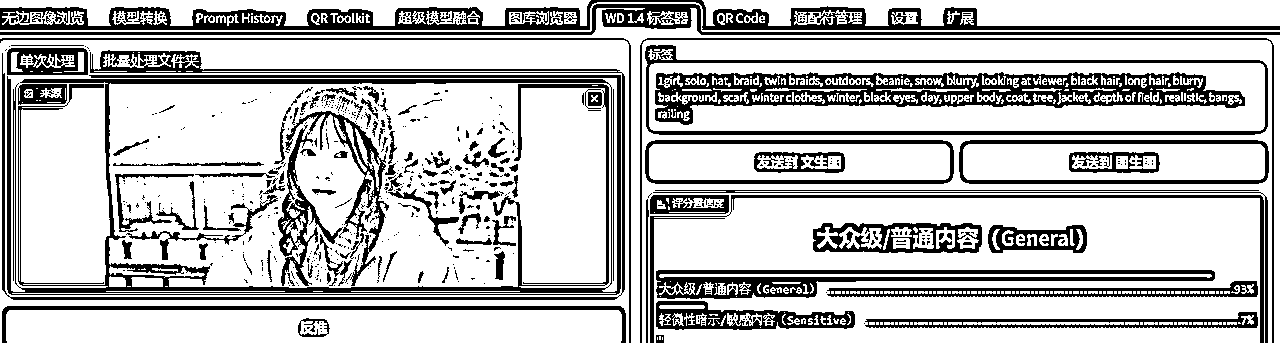 无边图像浏览 模型转换 Prompt History QR Toolkit 超级模型融合 图库浏览器 WD 1.4 标签器 QR Code 通配符管理 设置 扩展
单次处理 批量处理文件夹
来源
反推
标签
1girl, solo, hat, braid, twin braids, outdoors, beanie, snow, blurry, looking at viewer, black hair, long hair, blurry
background, scarf, winter clothes, winter, black eyes, day, upper body, coat, tree, jacket, depth of field, realistic, bangs,
railing
发送到 文生图 发送到 图生图
评分置信度
大众级/普通内容（General）
大众级/普通内容（General） 93%
轻微性暗示/敏感内容（Sensitive） 7%